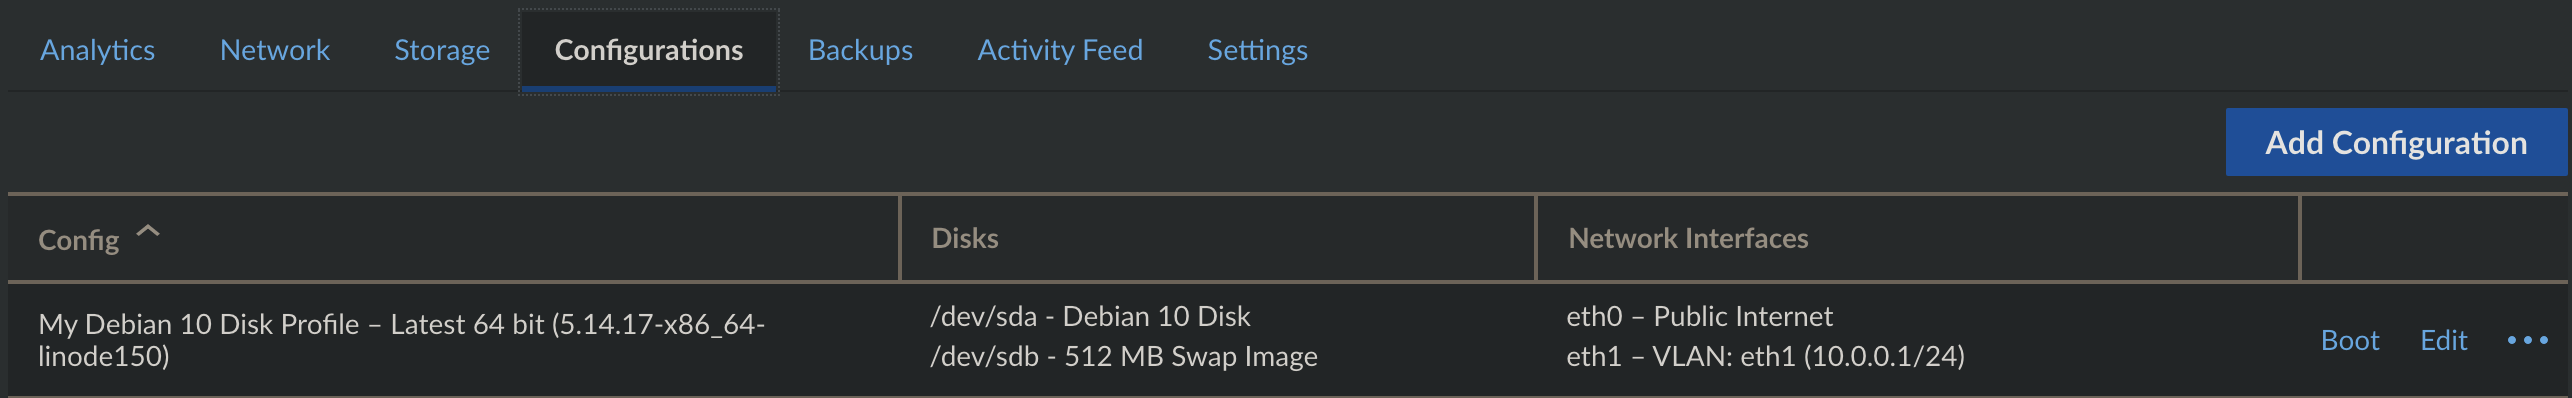 Analytics Network Storage Configurations Backups Activity Feed Settings
Add Configuration
Config Disks Network Interfaces
My Debian 10 Disk Profile – Latest 64 bit (5.14.17-x86_64-
linode150)
/dev/sda - Debian 10 Disk
/dev/sdb - 512 MB Swap Image
eth0 – Public Internet
eth1 – VLAN: eth1 (10.0.0.1/24)
Boot Edit